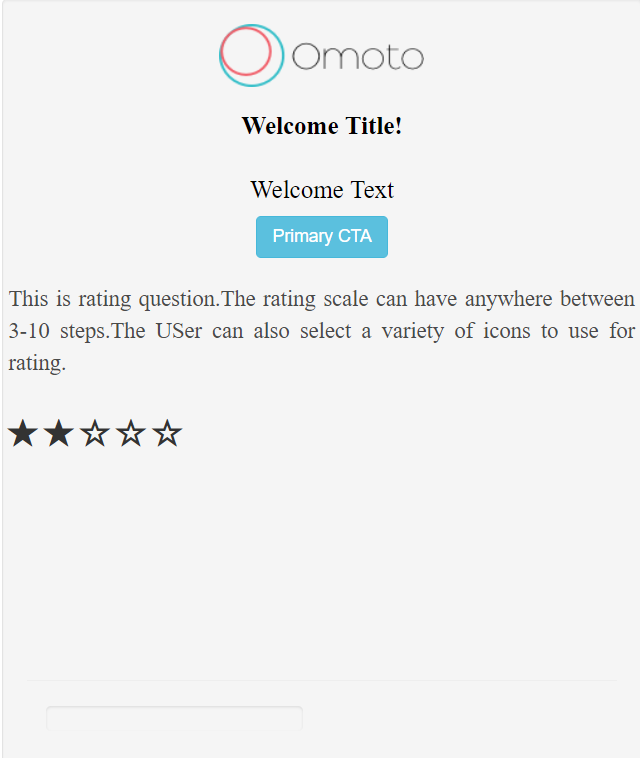 Omoto
Welcome Title!
Welcome Text
Primary CTA
This is rating question.The rating scale can have anywhere between
3-10 steps.The USer can also select a variety of icons to use for
rating.